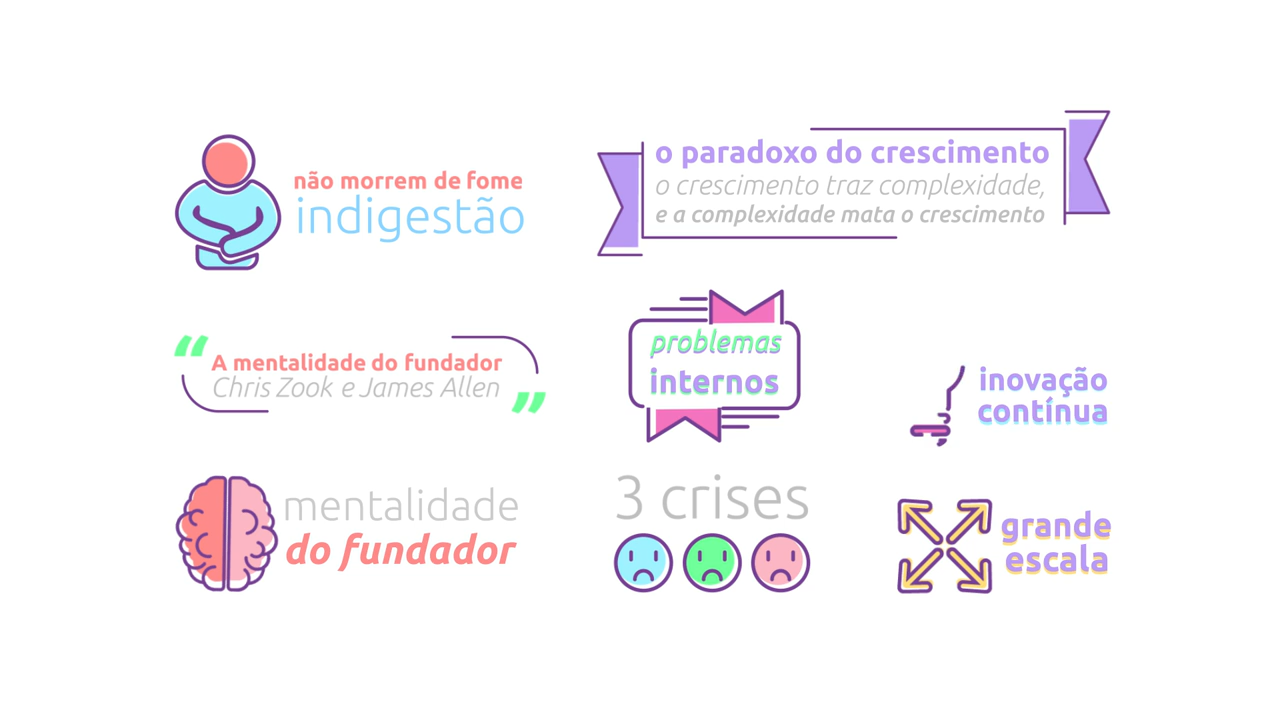 não morrem de fome
indigestão
o paradoxo do crescimento
o crescimento traz complexidade,
e a complexidade mata o crescimento
“
A mentalidade do fundador
Chris Zook e James Allen
”
problemas
internos
inovação
contínua
mentalidade
do fundador
3 crises
grande
escala